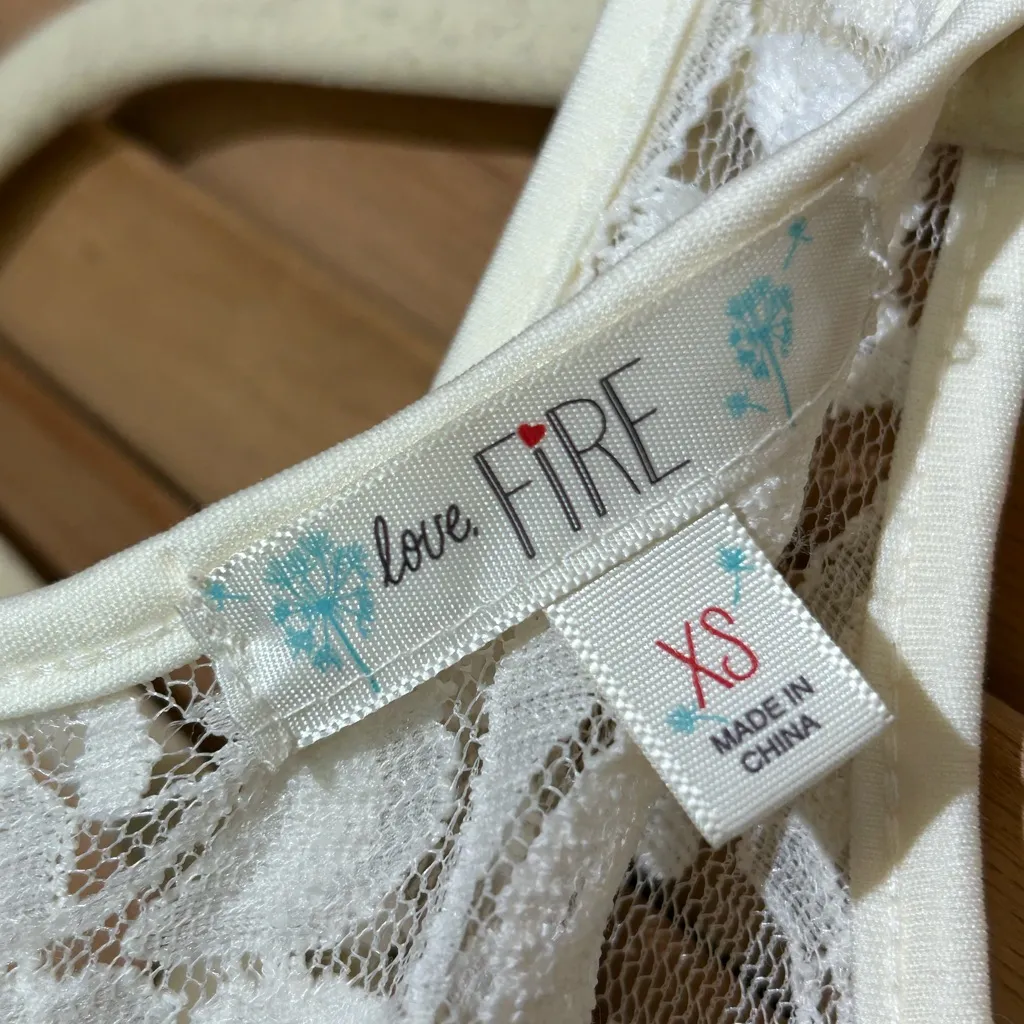 love, FiRE
XS
MADE IN
CHINA